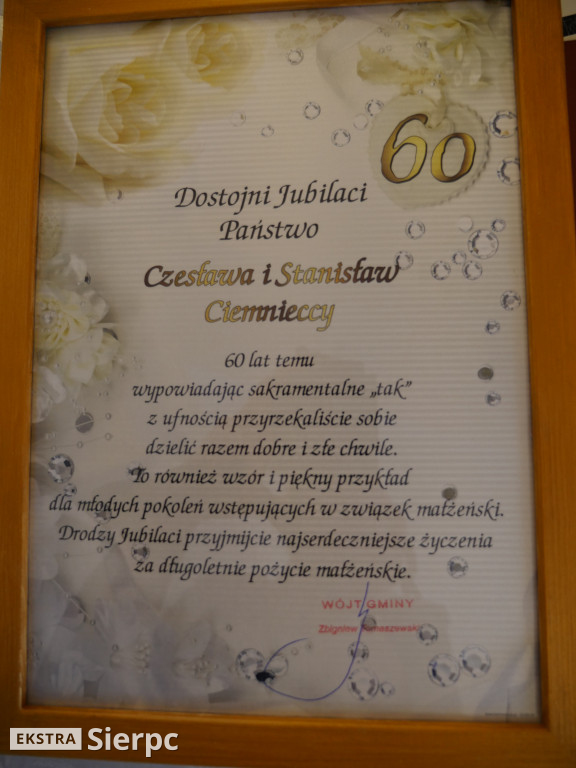 60
Dostojni Jubilaci
Państwo
Czesława i Stanisław
Ciemnieccy
60 lat temu
wypowiadając sakramentalne „tak”
z ufnością przyrzekaliście sobie
dzielić razem dobre i złe chwile.
To również wzór i piękny przykład
dla młodych pokoleń wstępujących w związek małżeński.
Drodzy Jubilaci przyjmijcie najserdeczniejsze życzenia
za długoletnie pożycie małżeńskie.
WÓJT GMINY
Zbigniew
EKSTRA Sierpc